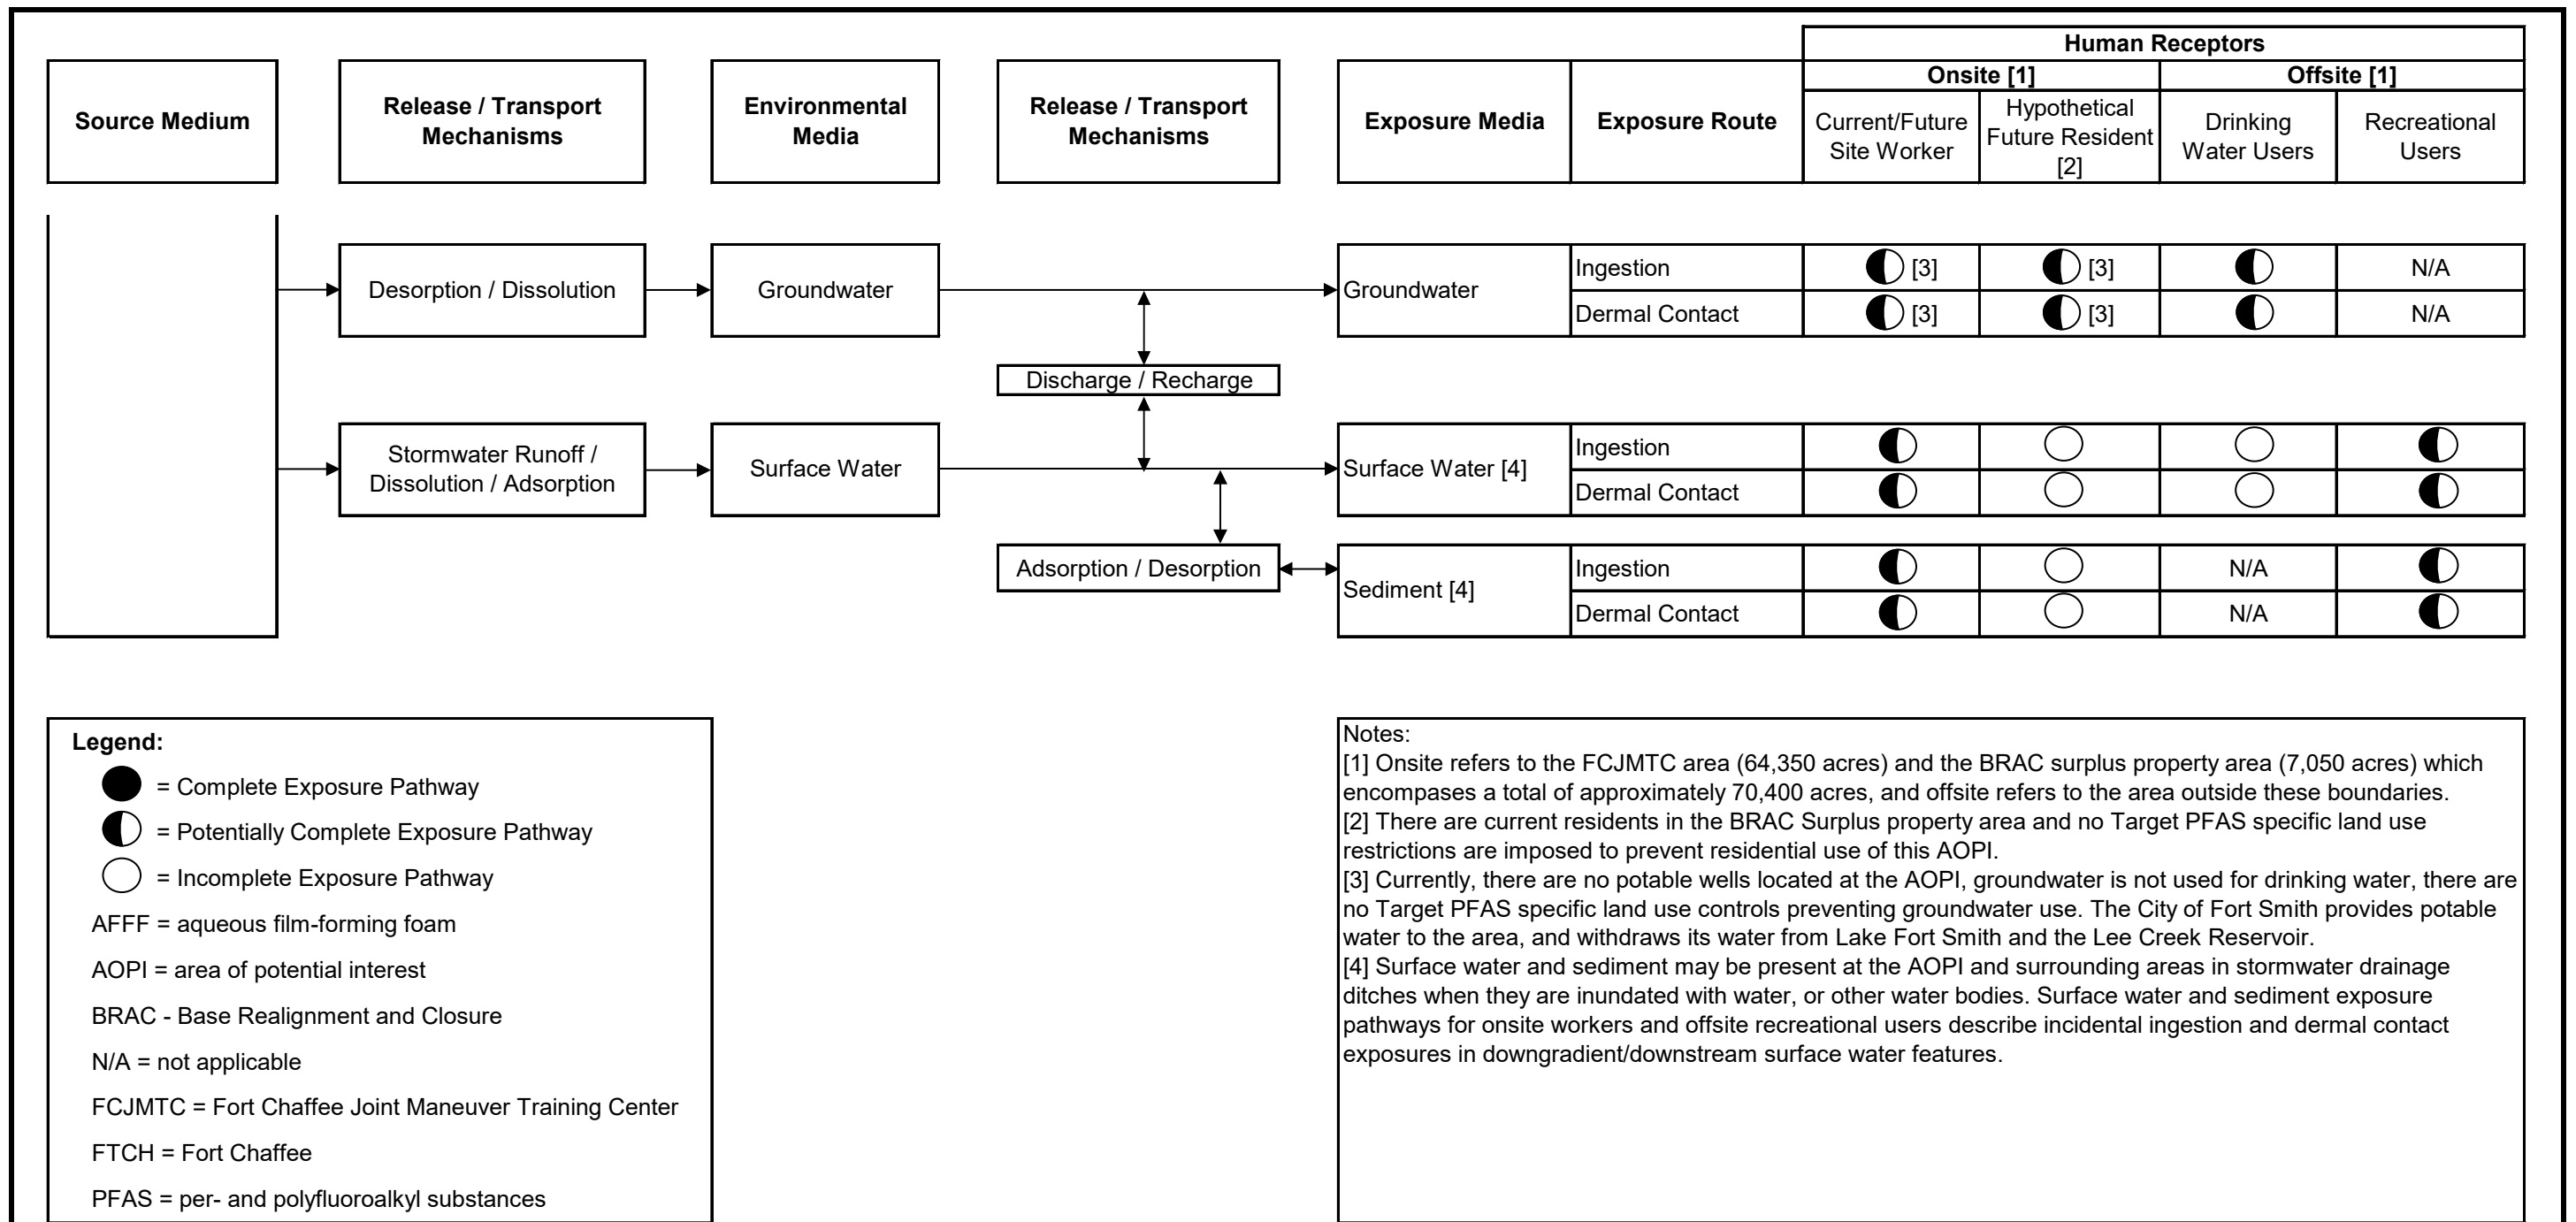 Human Receptors
Onsite [1]
Offsite [1]
Source Medium
Release / Transport
Mechanisms
Environmental
Media
Release / Transport
Mechanisms
Exposure Media
Exposure Route
Current/Future
Site Worker
Hypothetical
Future Resident
[2]
Drinking
Water Users
Recreational
Users
Desorption / Dissolution
Groundwater
Groundwater
Ingestion
[3]
[3]
N/A
Dermal Contact
[3]
[3]
N/A
Discharge / Recharge
Stormwater Runoff /
Dissolution / Adsorption
Surface Water
Surface Water [4]
Ingestion
Dermal Contact
Adsorption / Desorption
Sediment [4]
Ingestion
N/A
Dermal Contact
N/A
Legend:
= Complete Exposure Pathway
= Potentially Complete Exposure Pathway
= Incomplete Exposure Pathway
AFFF = aqueous film-forming foam
AOPI = area of potential interest
BRAC - Base Realignment and Closure
N/A = not applicable
FCJMTC = Fort Chaffee Joint Maneuver Training Center
FTCH = Fort Chaffee
PFAS = per- and polyfluoroalkyl substances
Notes:
[1] Onsite refers to the FCJMTC area (64,350 acres) and the BRAC surplus property area (7,050 acres) which
encompases a total of approximately 70,400 acres, and offsite refers to the area outside these boundaries.
[2] There are current residents in the BRAC Surplus property area and no Target PFAS specific land use
restrictions are imposed to prevent residential use of this AOPI.
[3] Currently, there are no potable wells located at the AOPI, groundwater is not used for drinking water, there are
no Target PFAS specific land use controls preventing groundwater use. The City of Fort Smith provides potable
water to the area, and withdraws its water from Lake Fort Smith and the Lee Creek Reservoir.
[4] Surface water and sediment may be present at the AOPI and surrounding areas in stormwater drainage
ditches when they are inundated with water, or other water bodies. Surface water and sediment exposure
pathways for onsite workers and offsite recreational users describe incidental ingestion and dermal contact
exposures in downgradient/downstream surface water features.